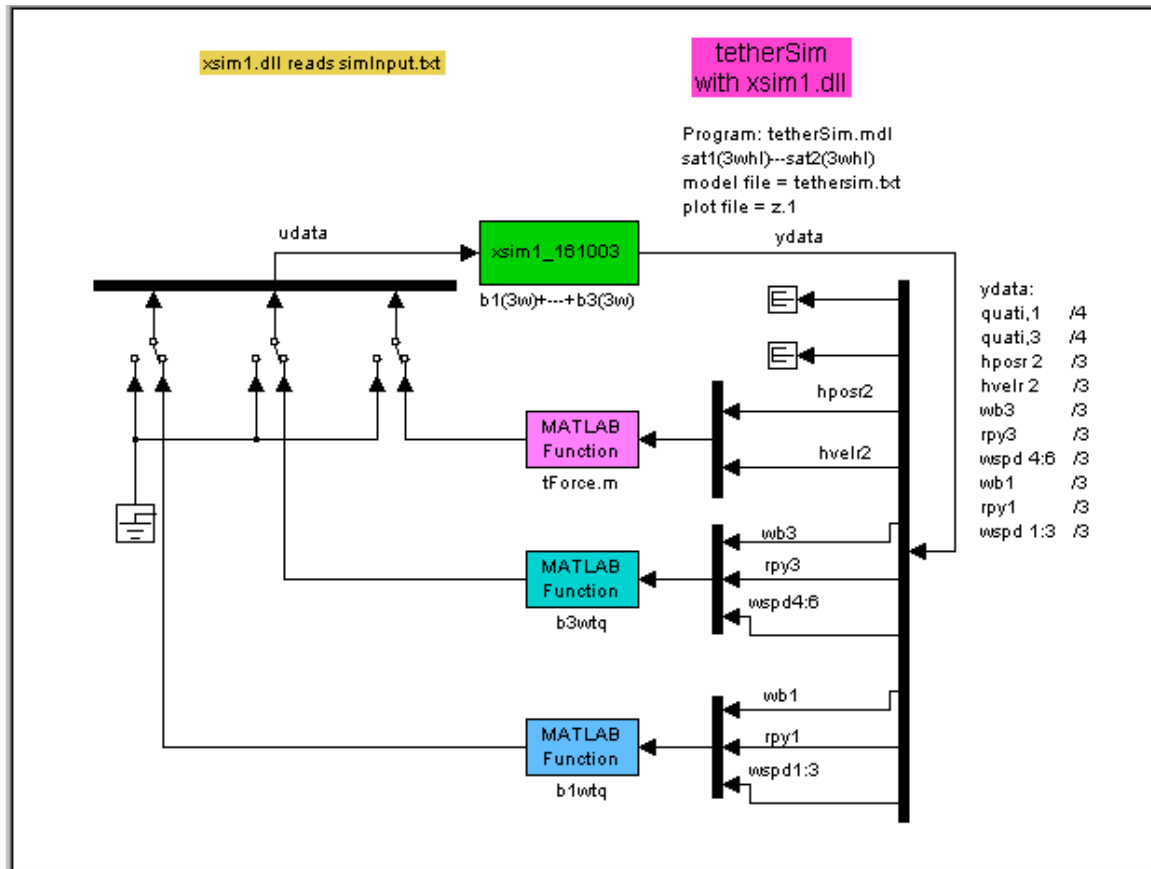 xsim1.dll reads simInput.txt
tetherSim
with xsim1.dll
Program: tetherSim.mdl
sat1(3whl)---sat2(3whl)
model file = tethersim.txt
plot file = z.1
udata
xsim1_161003
ydata
b1(3w)+---+b3(3w)
ydata:
quati,1 /4
quati,3 /4
hposr 2 /3
hvelr 2 /3
wb3 /3
rpy3 /3
wspd 4:6 /3
wb1 /3
rpy1 /3
wspd 1:3 /3
hposr2
MATLAB
Function
tForce.m
hvelr2
wb3
MATLAB
Function
b3wtq
rpy3
wspd4:6
wb1
MATLAB
Function
b1wtq
rpy1
wspd1:3